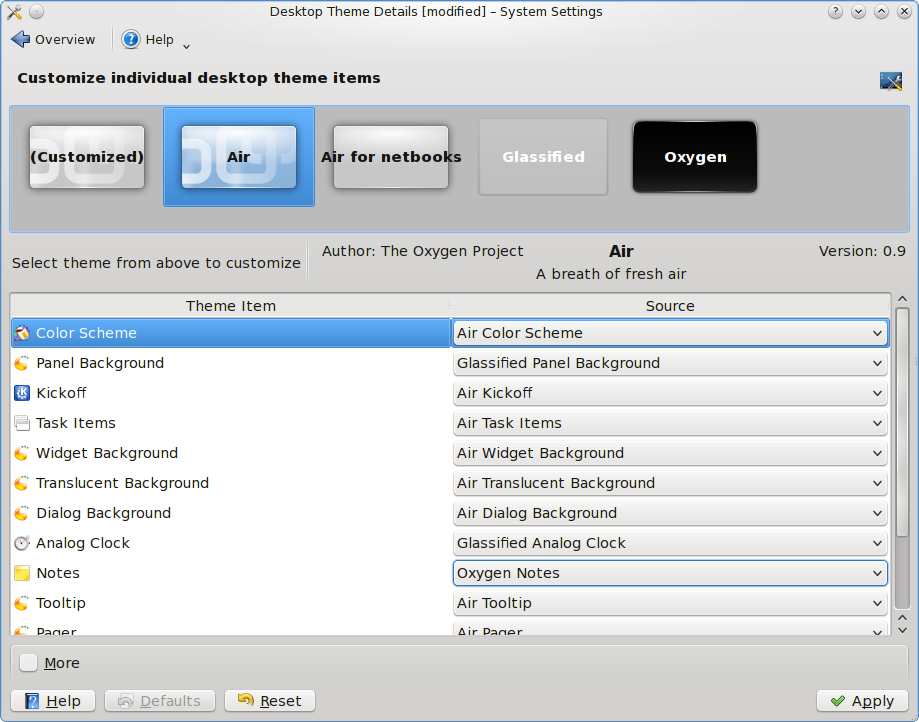 Desktop Theme Details [modified] – System Settings
Overview Help
Customize individual desktop theme items
(Customized) Air Air for netbooks Glassified Oxygen
Select theme from above to customize
Author: The Oxygen Project Air Version: 0.9
A breath of fresh air
Theme Item Source
Color Scheme Air Color Scheme
Panel Background Glassified Panel Background
Kickoff Air Kickoff
Task Items Air Task Items
Widget Background Air Widget Background
Translucent Background Air Translucent Background
Dialog Background Air Dialog Background
Analog Clock Glassified Analog Clock
Notes Oxygen Notes
Tooltip Air Tooltip
Pager Air Pager
More
Help Defaults Reset Apply